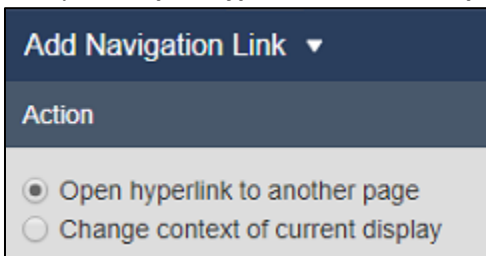 Add Navigation Link ▼
Action
Open hyperlink to another page
Change context of current display